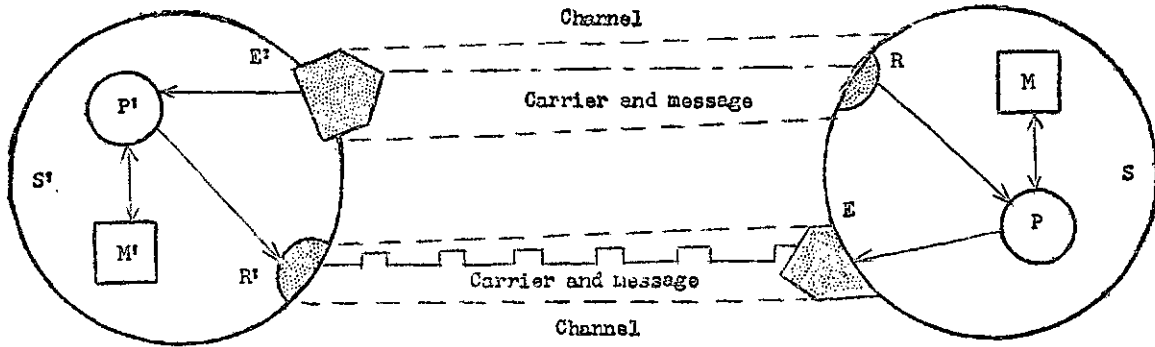 Channel
E'
R
M
P'
Carrier and message
S'
S
E
P
M'
R'
Carrier and message
Channel